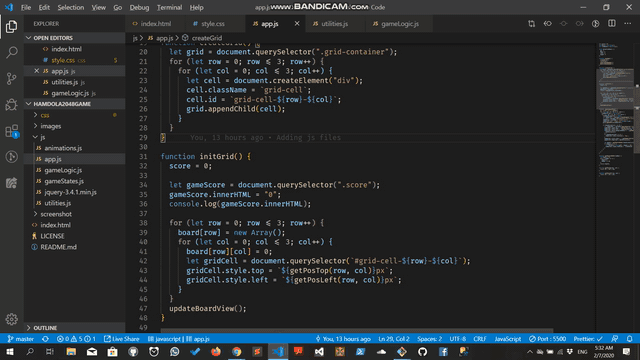 File Edit Selection View Go Debug Terminal Help
app.js
www.BANDICAM.com
Code
EXPLORER
OPEN EDITORS
index.html
style.css 5
app.js
utilities.js
gameLogic.js
HAMDOLA2048GAME
css
images
js
animations.js
app.js
gameLogic.js
gameStates.js
jquery-3.4.1.min.js
utilities.js
screenshot
index.html
LICENSE
README.md
OUTLINE
index.html
style.css
app.js
utilities.js
gameLogic.js
js > app.js > createGrid
20 let grid = document.querySelector(".grid-container");
21 for (let row = 0; row ⩽ 3; row++) {
22 for (let col = 0; col ⩽ 3; col++) {
23 let cell = document.createElement("div");
24 cell.className = `grid-cell`;
25 cell.id = `grid-cell-${row}-${col}`;
26 grid.appendChild(cell);
27 }
28 }
29 } You, 13 hours ago • Adding js files
30
31 function initGrid() {
32 score = 0;
33
34 let gameScore = document.querySelector(".score");
35 gameScore.innerHTML = "0";
36 console.log(gameScore.innerHTML);
37
38 for (let row = 0; row ⩽ 3; row++) {
39 board[row] = new Array();
40 for (let col = 0; col ⩽ 3; col++) {
41 board[row][col] = 0;
42 let gridCell = document.querySelector(`#grid-cell-${row}-${col}`);
43 gridCell.style.top = `${getPosTop(row, col)}px`;
44 gridCell.style.left = `${getPosLeft(row, col)}px`;
45 }
46 }
47 updateBoardView();
48 }
master 0 5 1 Live Share javascript | app.js You, 13 hours ago Ln 29, Col 2 Spaces: 2 UTF-8 CRLF JavaScript Port : 5500 Prettier: ✓
ENG 5:32 AM
2/7/2020